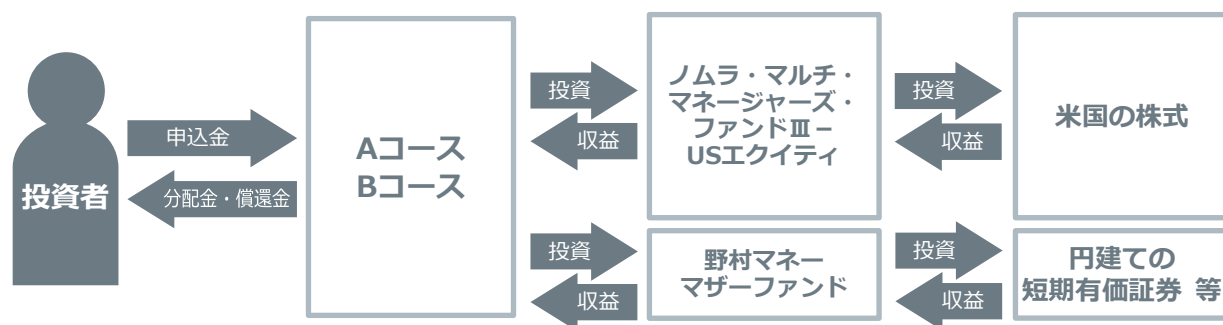 投資者
申込金
分配金・償還金
Aコース
Bコース
投資
収益
ノムラ・マルチ・
マネージャーズ・
ファンドⅢ－
USエクイティ
投資
収益
米国の株式
投資
収益
野村マネー
マザーファンド
投資
収益
円建ての
短期有価証券 等